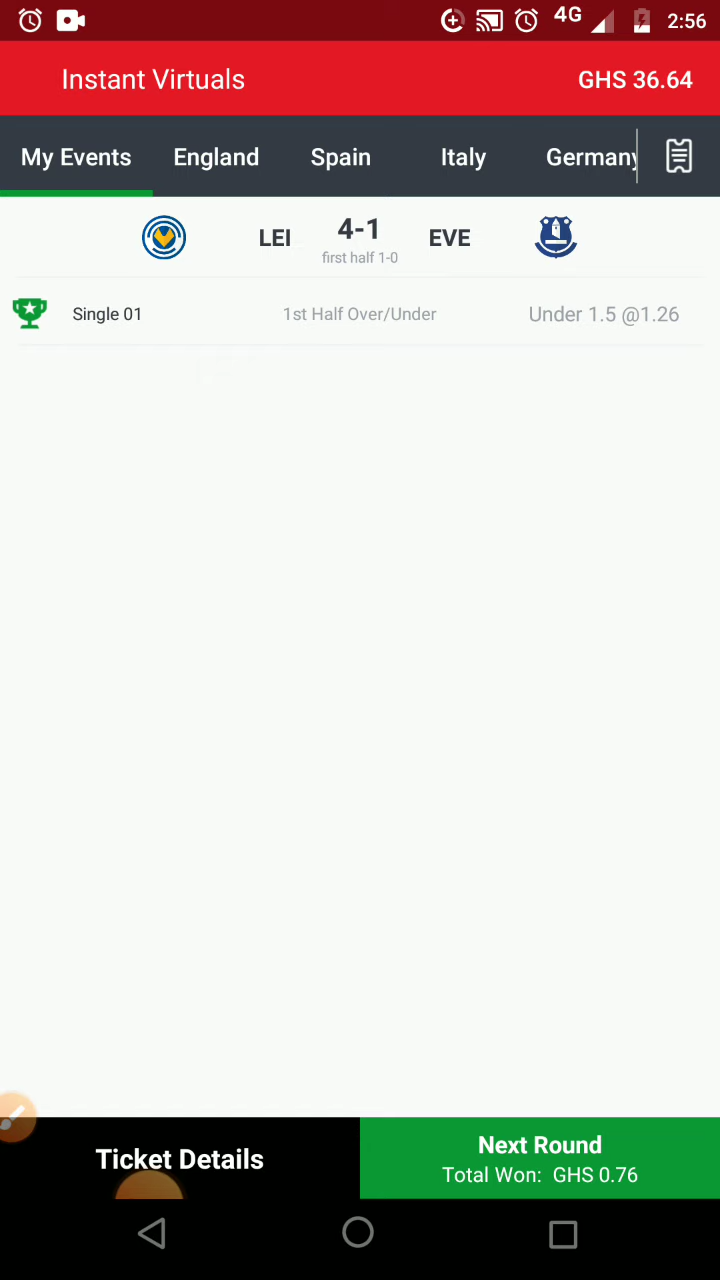 4G 2:56
Instant Virtuals GHS 36.64
My Events England Spain Italy Germany
LEI 4-1 EVE
first half 1-0
Single 01 1st Half Over/Under Under 1.5 @1.26
Ticket Details
Next Round
Total Won: GHS 0.76